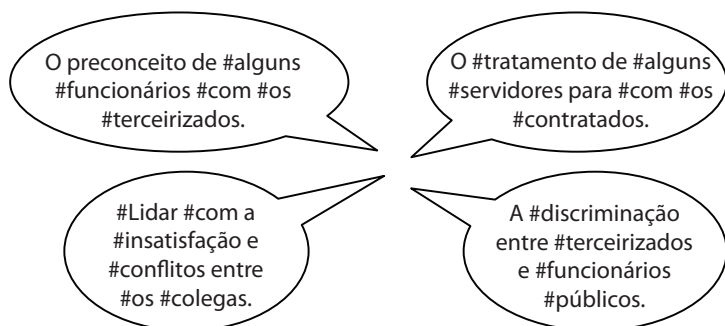 O preconceito de #alguns
#funcionários #com #os
#terceirizados.
O #tratamento de #alguns
#servidores para #com #os
#contratados.
#Lidar #com a
#insatisfação e
#conflitos entre
#os #colegas.
A #discriminação
entre #terceirizados
e #funcionários
#públicos.